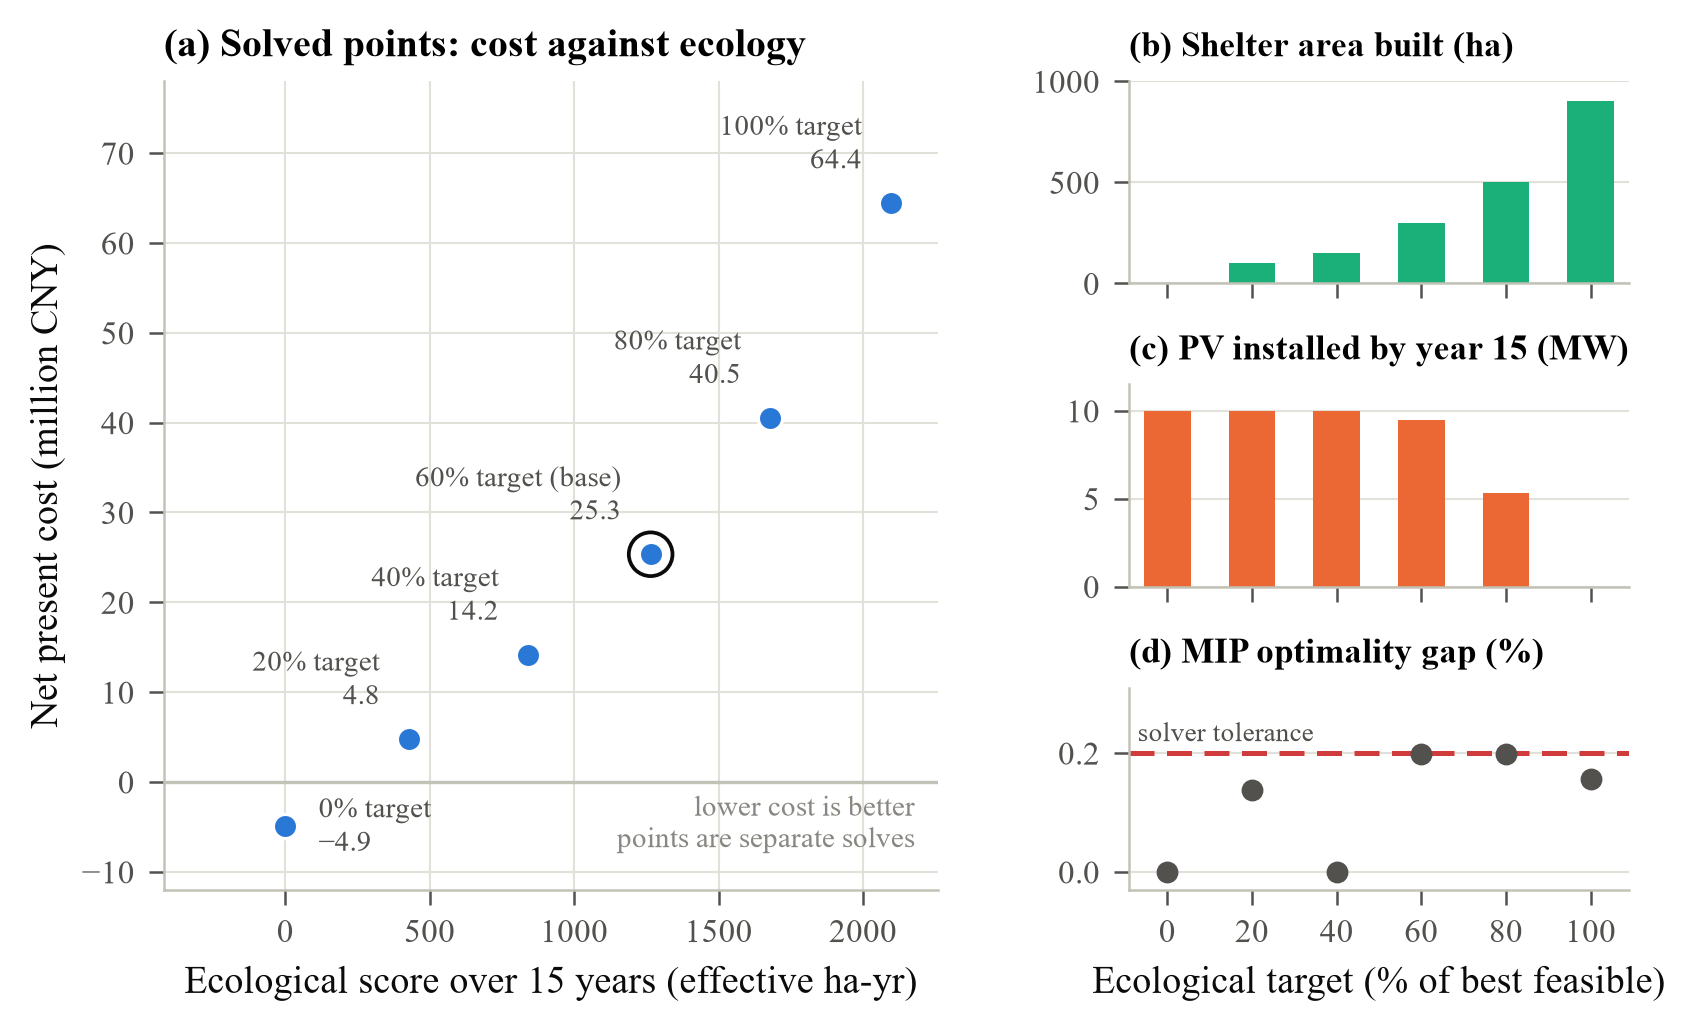 (a) Solved points: cost against ecology
Net present cost (million CNY)
70
60
50
40
30
20
10
0
−10
100% target
64.4
80% target
40.5
60% target (base)
25.3
40% target
14.2
20% target
4.8
0% target
−4.9
lower cost is better
points are separate solves
0 500 1000 1500 2000
Ecological score over 15 years (effective ha-yr)
(b) Shelter area built (ha)
1000
500
0
(c) PV installed by year 15 (MW)
10
5
0
(d) MIP optimality gap (%)
solver tolerance
0.2
0.0
0 20 40 60 80 100
Ecological target (% of best feasible)